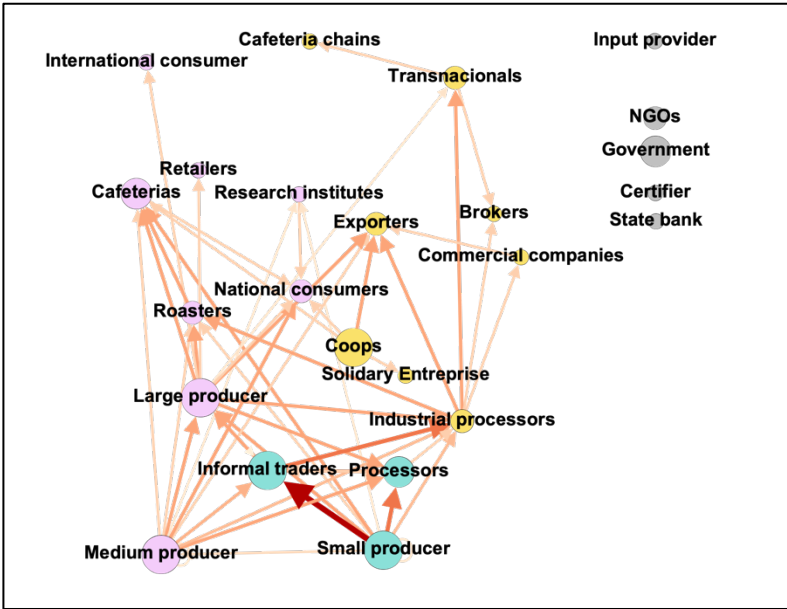 Cafeteria chains
Input provider
International consumer
Transnacionals
NGOs
Government
Retailers
Cafeterias
Research institutes
Certifier
Exporters
Brokers
State bank
Commercial companies
National consumers
Roasters
Coops
Solidary Entreprise
Large producer
Industrial processors
Informal traders
Processors
Medium producer
Small producer